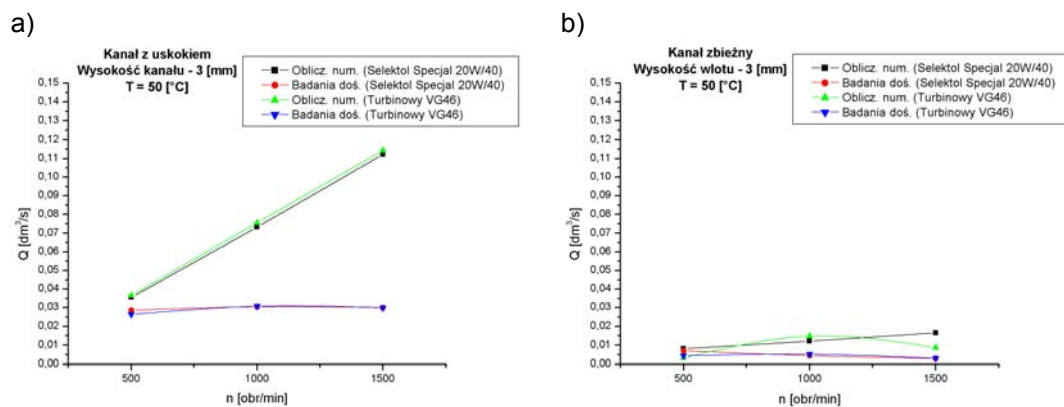 a)
Kanał z uskokiem
Wysokość kanału - 3 [mm]
T = 50 [°C]
Oblicz. num. (Selektol Specjal 20W/40)
Badania doś. (Selektol Specjal 20W/40)
Oblicz. num. (Turbinowy VG46)
Badania doś. (Turbinowy VG46)
0,15
0,14
0,13
0,12
0,11
0,10
0,09
0,08
0,07
0,06
0,05
0,04
0,03
0,02
0,01
0,00
Q [dm³/s]
500
1000
1500
n [obr/min]
b)
Kanał zbieżny
Wysokość wlotu - 3 [mm]
T = 50 [°C]
Oblicz. num. (Selektol Specjal 20W/40)
Badania doś. (Selektol Specjal 20W/40)
Oblicz. num. (Turbinowy VG46)
Badania doś. (Turbinowy VG46)
0,15
0,14
0,13
0,12
0,11
0,10
0,09
0,08
0,07
0,06
0,05
0,04
0,03
0,02
0,01
0,00
Q [dm³/s]
500
1000
1500
n [obr/min]